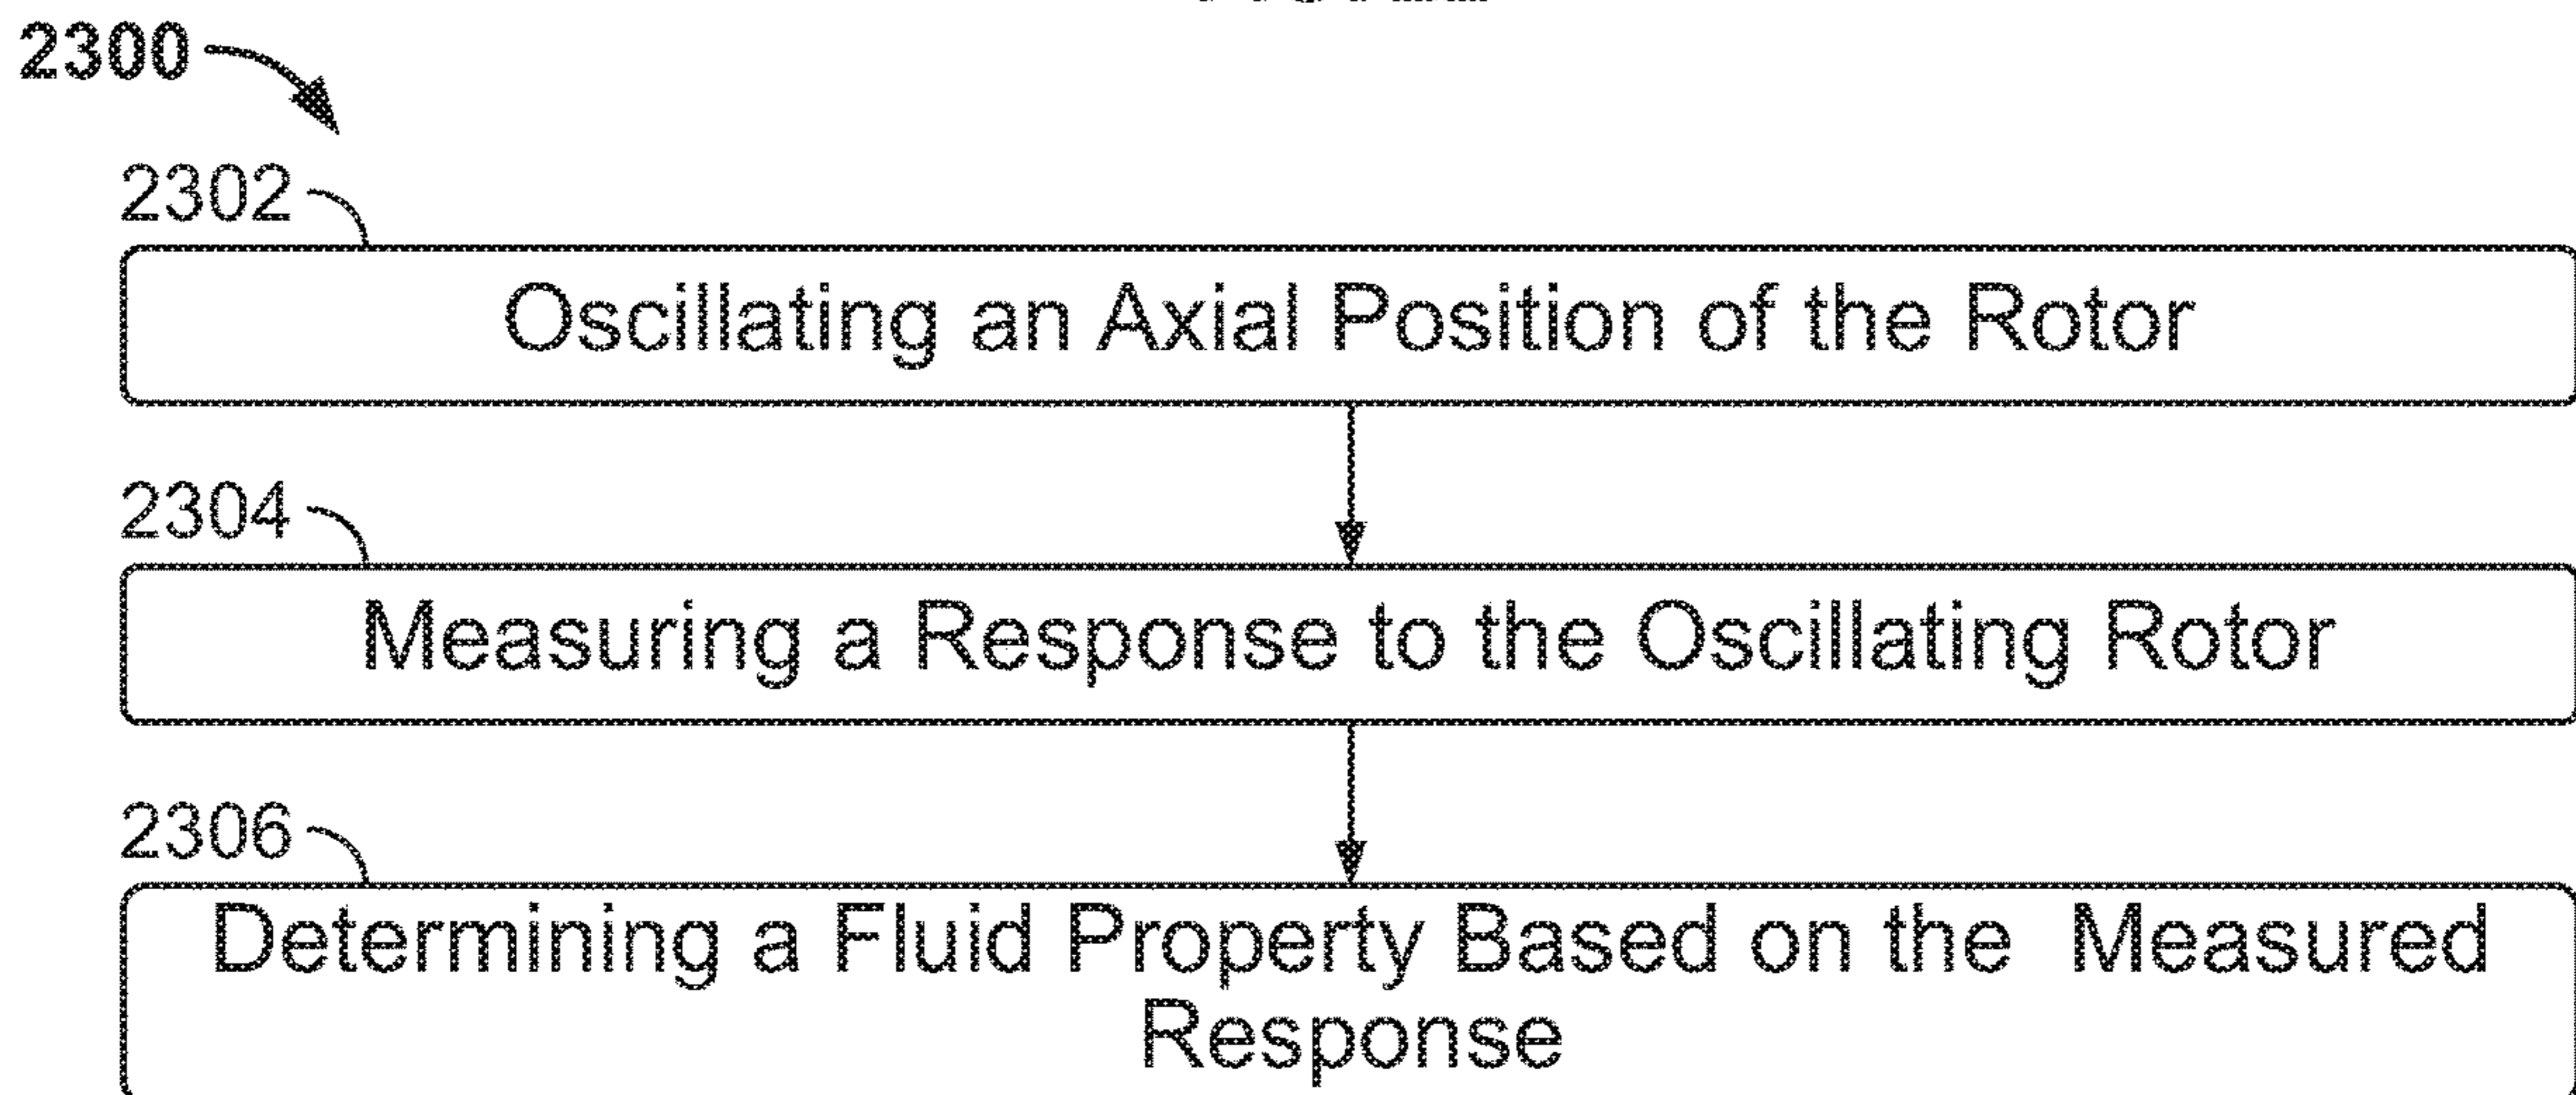 2300
2302
Oscillating an Axial Position of the Rotor
2304
Measuring a Response to the Oscillating Rotor
2306
Determining a Fluid Property Based on the Measured
Response